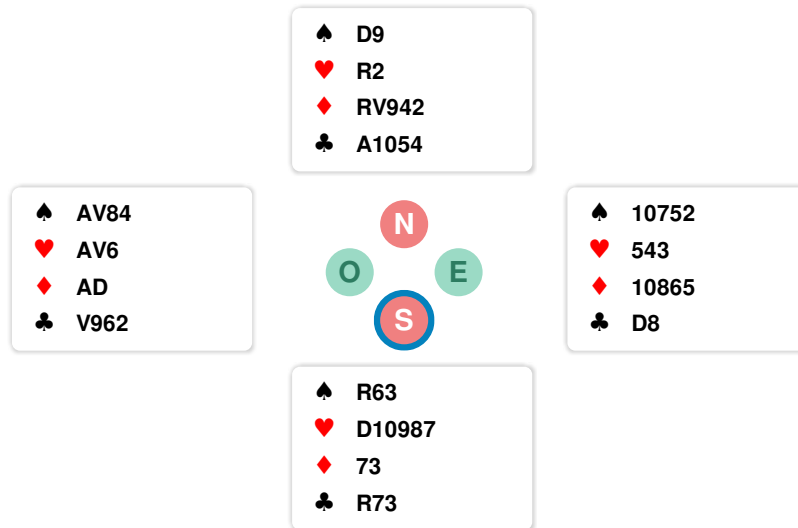 ♠ D9
♥ R2
♦ RV942
♣ A1054
♠ AV84
♥ AV6
♦ AD
♣ V962
N
O E
S
♠ 10752
♥ 543
♦ 10865
♣ D8
♠ R63
♥ D10987
♦ 73
♣ R73